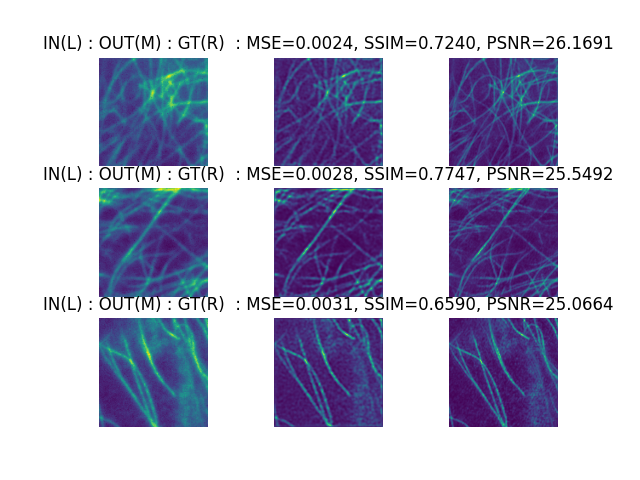 IN(L) : OUT(M) : GT(R)  : MSE=0.0024, SSIM=0.7240, PSNR=26.1691
IN(L) : OUT(M) : GT(R)  : MSE=0.0028, SSIM=0.7747, PSNR=25.5492
IN(L) : OUT(M) : GT(R)  : MSE=0.0031, SSIM=0.6590, PSNR=25.0664